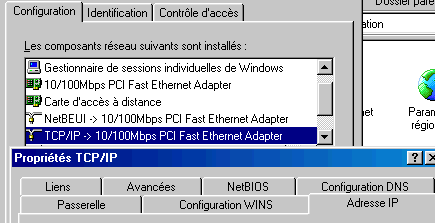 Dossier
Configuration Identification Contrôle d'accès
Les composants réseau suivants sont installés :
Gestionnaire de sessions individuelles de Windows
10/100Mbps PCI Fast Ethernet Adapter
Carte d'accès à distance
NetBEUI -> 10/100Mbps PCI Fast Ethernet Adapter
TCP/IP -> 10/100Mbps PCI Fast Ethernet Adapter
Propriétés TCP/IP
Liens Avancées NetBIOS Configuration DNS
Passerelle Configuration WINS Adresse IP
ation
et
Param
régio